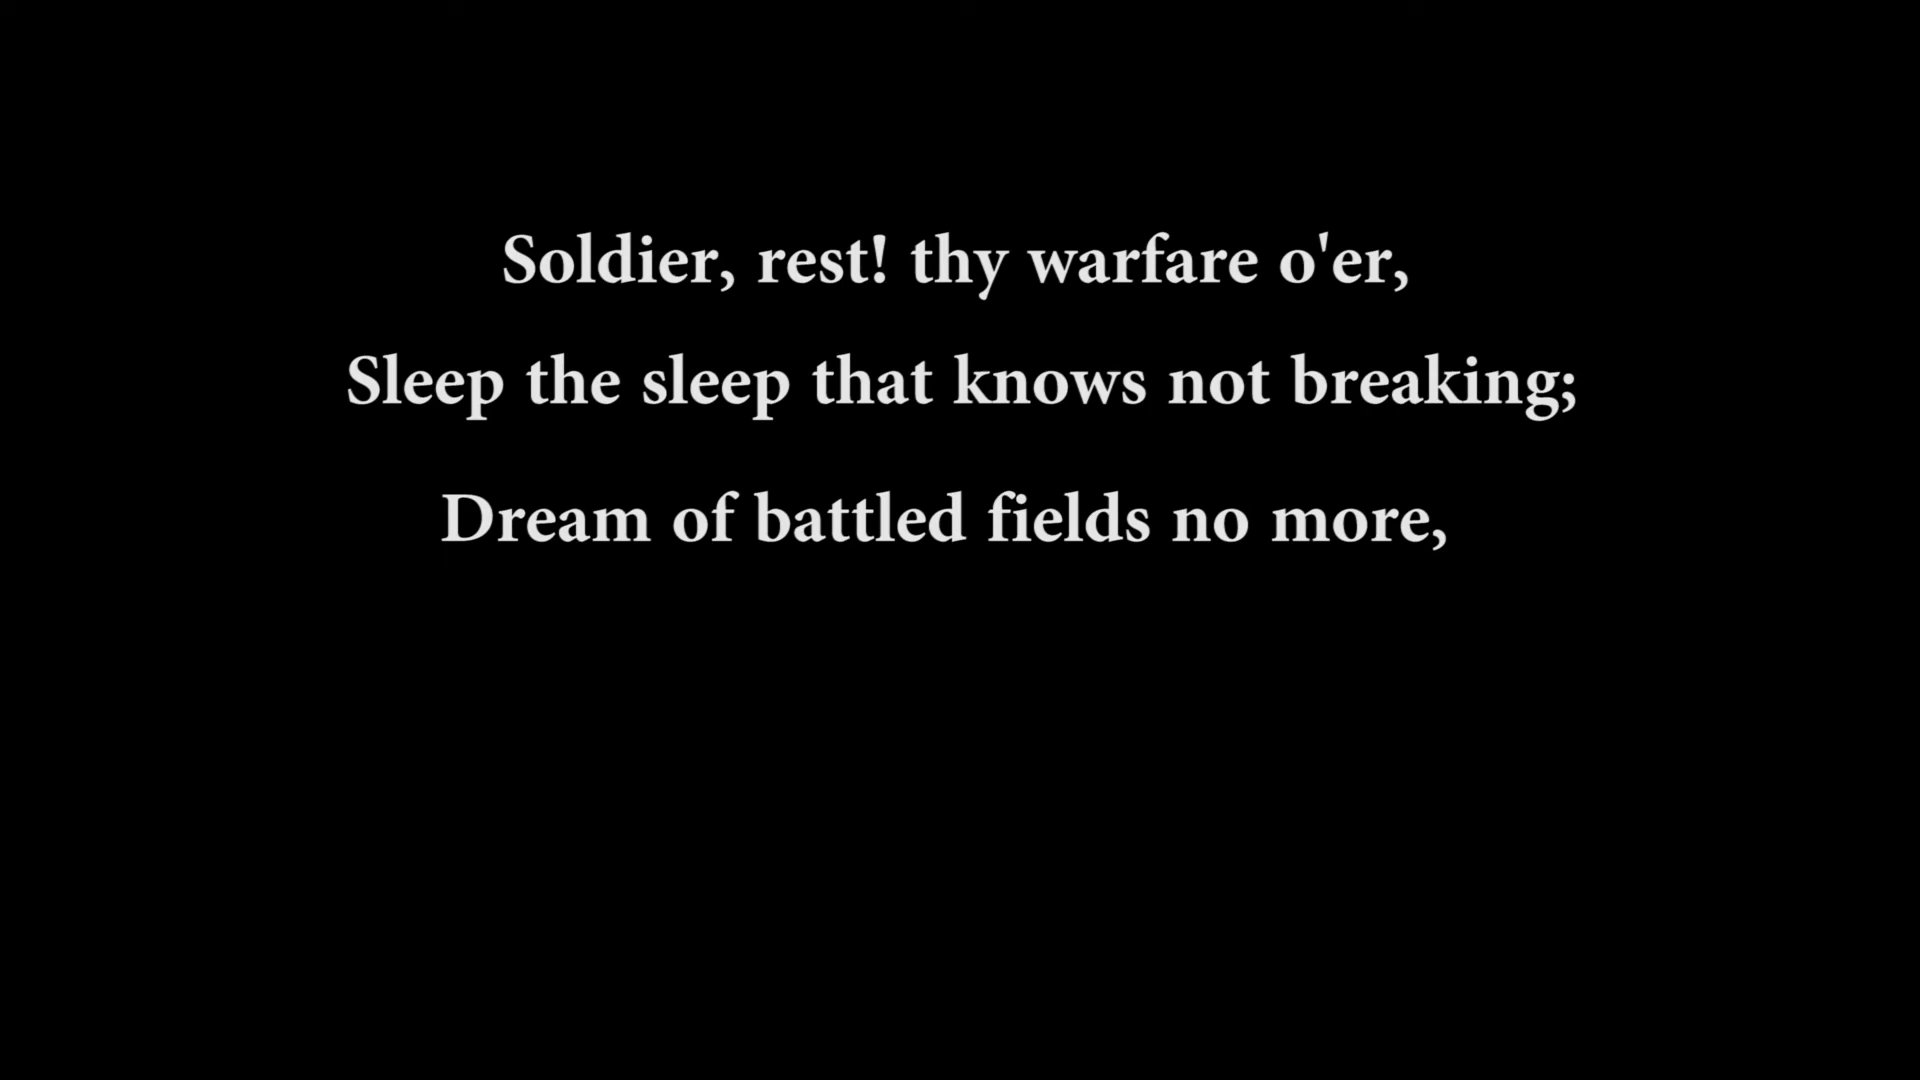 Soldier, rest! thy warfare o'er,
Sleep the sleep that knows not breaking;
Dream of battled fields no more,